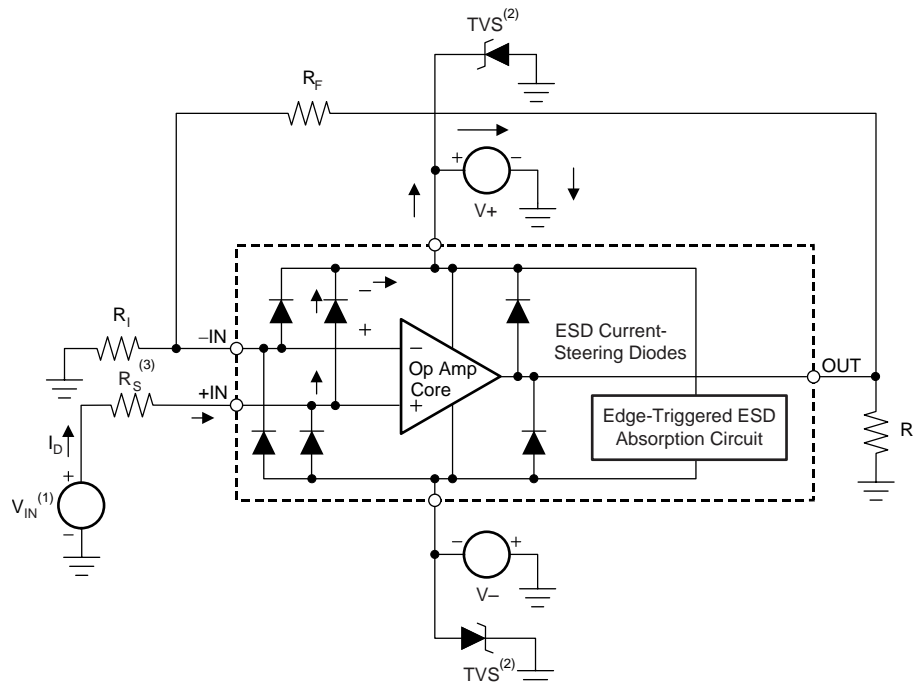 TVS(2)
RF
+ −
V+
RI
−IN
−
+
−
Op Amp
Core
+
ESD Current-
Steering Diodes
OUT
RS(3)
+IN
Edge-Triggered ESD
Absorption Circuit
R
ID
+
VIN(1)
−
− +
V−
TVS(2)